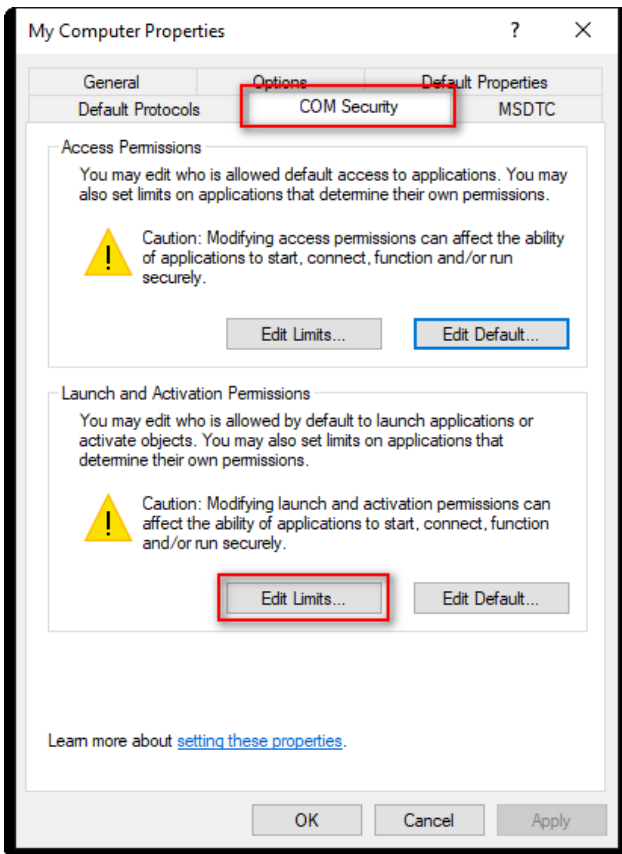 My Computer Properties ? ×
General Options Default Properties
Default Protocols COM Security MSDTC
Access Permissions
You may edit who is allowed default access to applications. You may
also set limits on applications that determine their own permissions.
Caution: Modifying access permissions can affect the ability
of applications to start, connect, function and/or run
securely.
Edit Limits... Edit Default...
Launch and Activation Permissions
You may edit who is allowed by default to launch applications or
activate objects. You may also set limits on applications that
determine their own permissions.
Caution: Modifying launch and activation permissions can
affect the ability of applications to start, connect, function
and/or run securely.
Edit Limits... Edit Default...
Learn more about setting these properties.
OK Cancel Apply